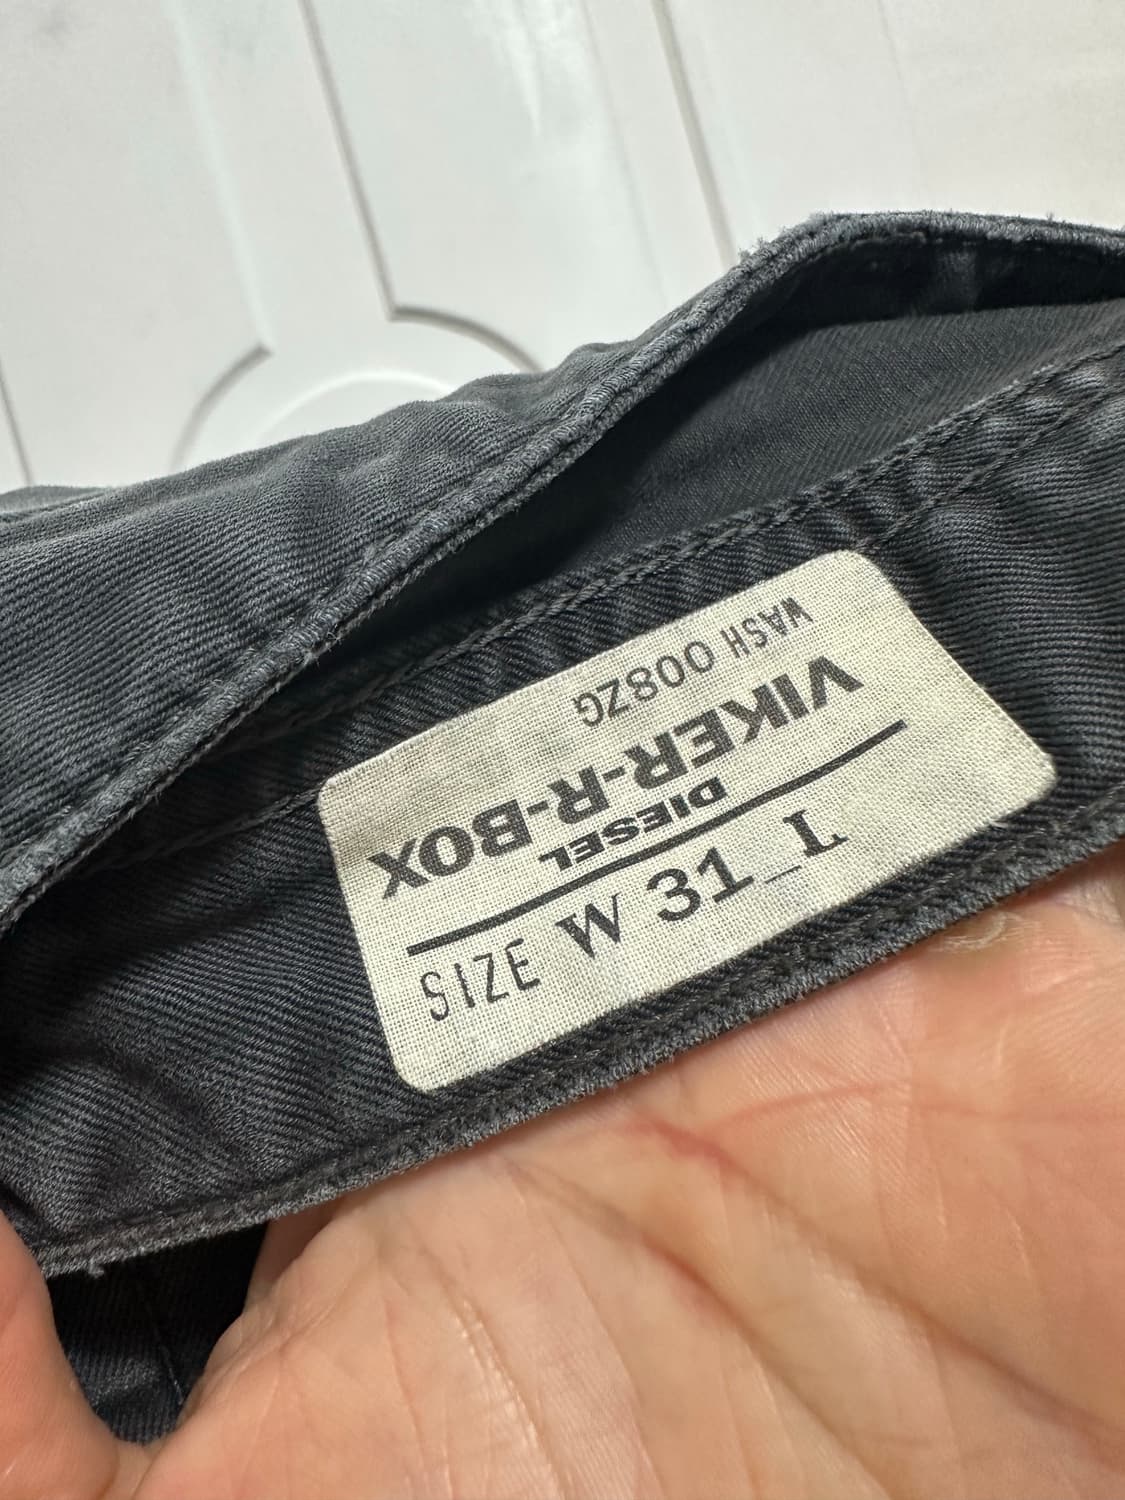 WASH 008ZG
VIKER-R-BOX
DIESEL
SIZE W 31_L